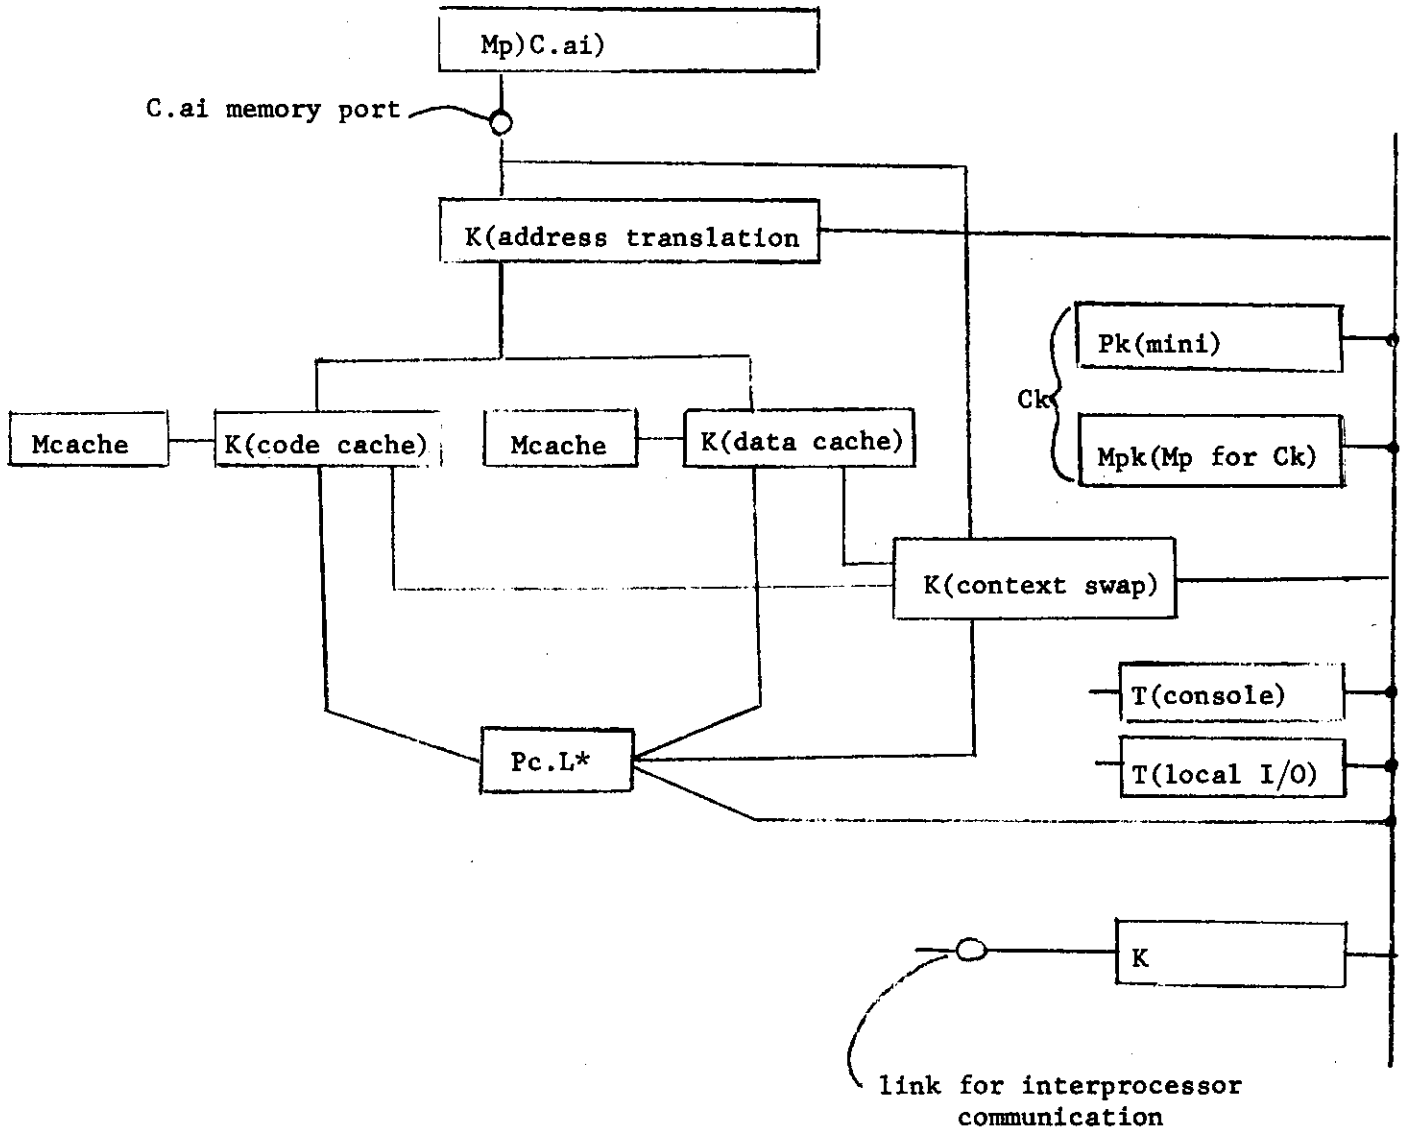 Mp)C.ai)
C.ai memory port
K(address translation
Pk(mini)
Ck
Mpk(Mp for Ck)
Mcache
K(code cache)
Mcache
K(data cache)
K(context swap)
T(console)
Pc.L*
T(local I/O)
K
link for interprocessor
communication